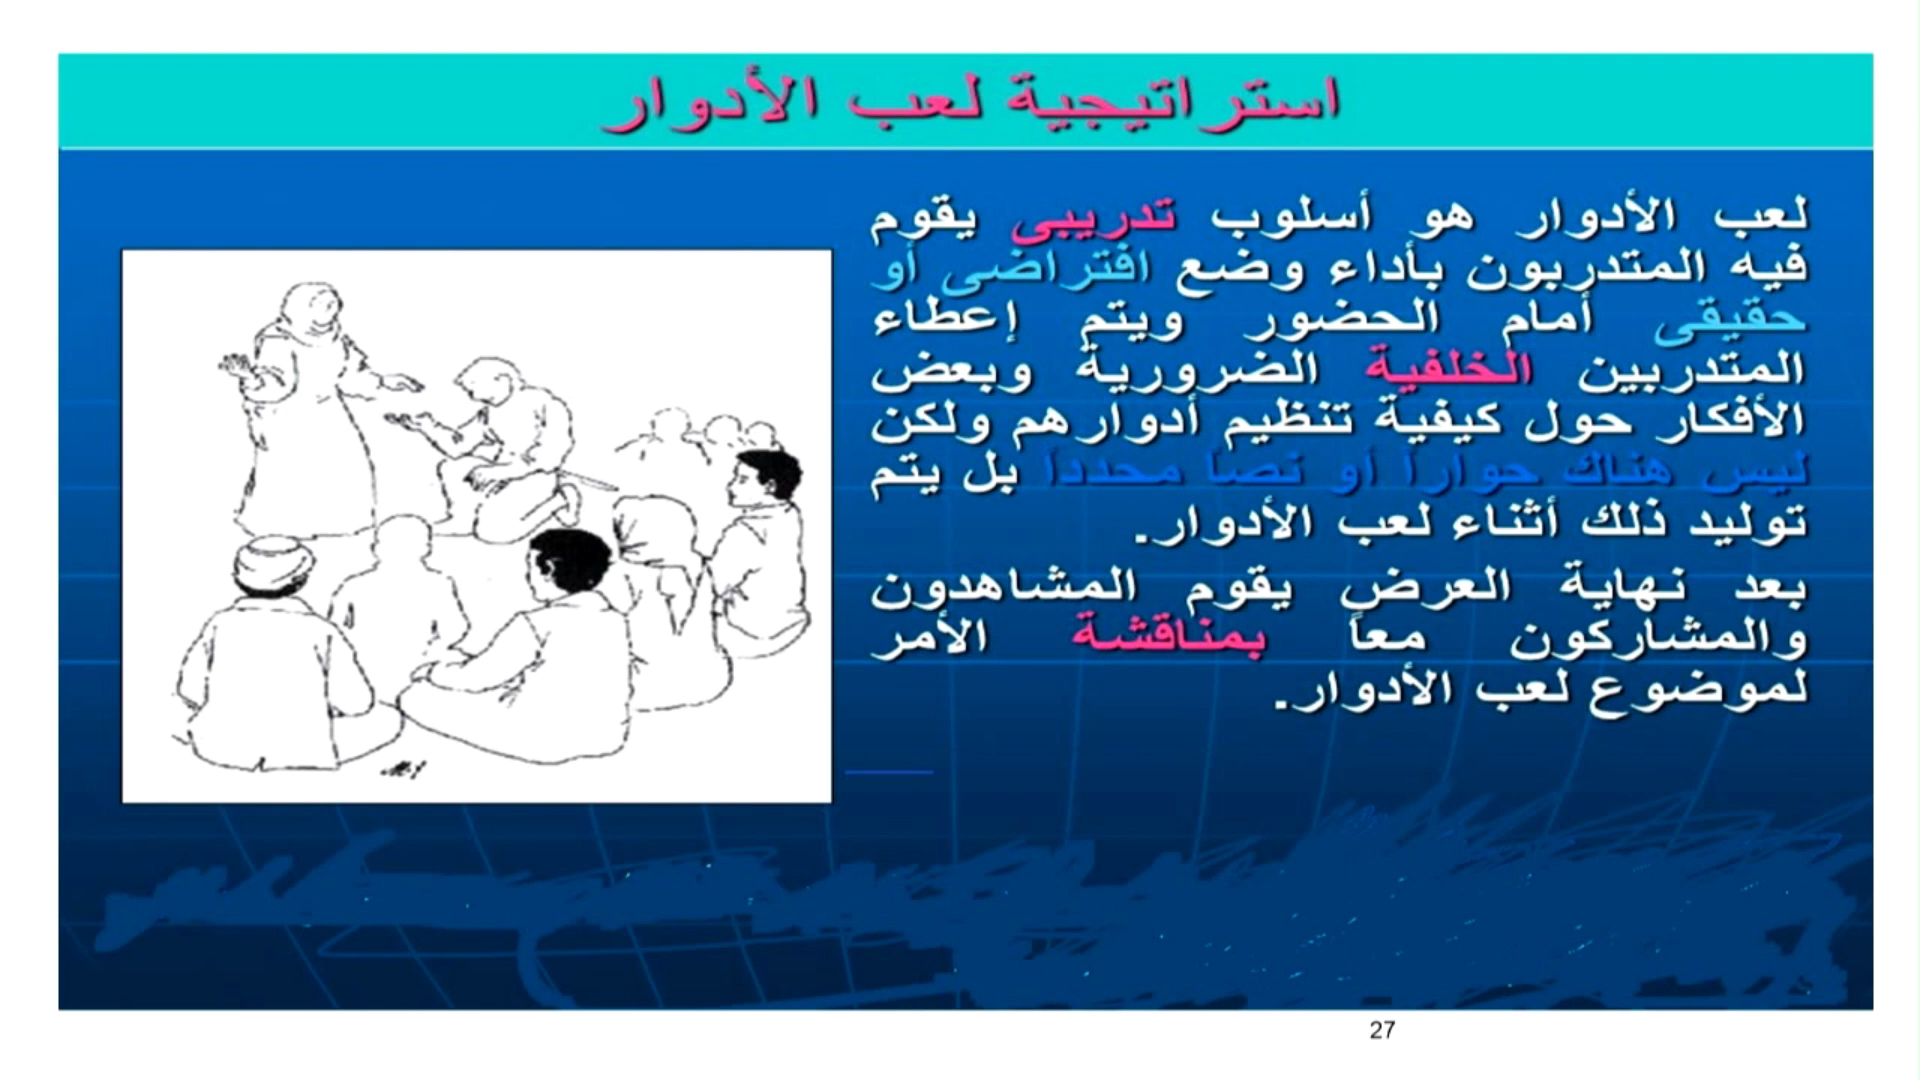 استراتيجية لعب الأدوار
لعب الأدوار هو أسلوب تدريبى يقوم
فيه المتدربون بأداء وضع افتراضى أو
حقيقى أمام الحضور ويتم إعطاء
المتدربين الخلفية الضرورية وبعض
الأفكار حول كيفية تنظيم أدوارهم ولكن
ليس هناك حواراً أو نصاً محدداً بل يتم
توليد ذلك أثناء لعب الأدوار.
بعد نهاية العرض يقوم المشاهدون
والمشاركون معاً بمناقشة الأمر
لموضوع لعب الأدوار.
27